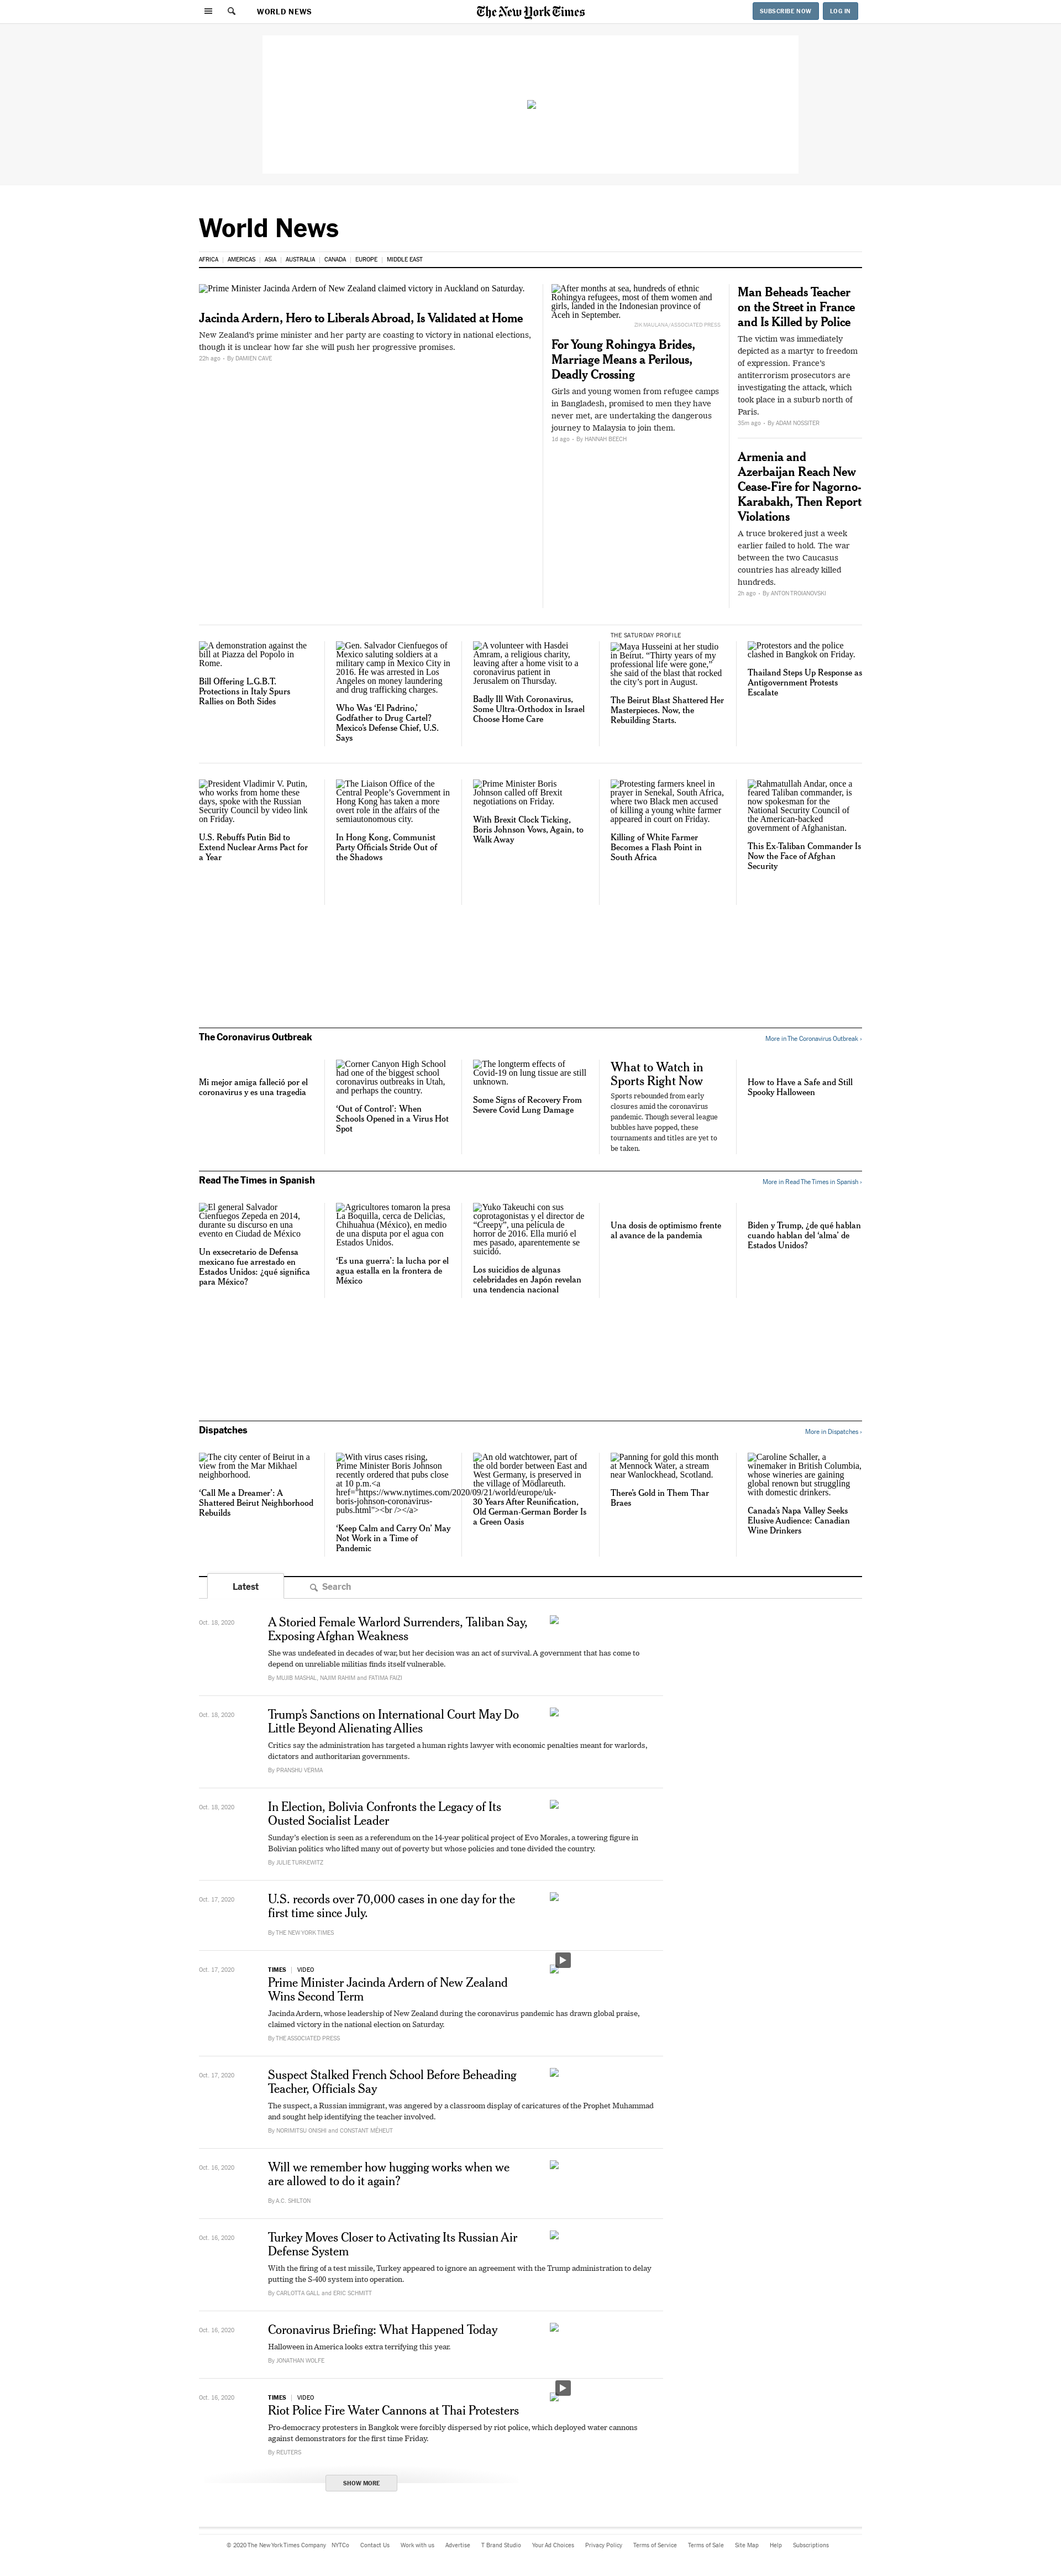 WORLD NEWS
The New York Times
SUBSCRIBE NOW
LOG IN
World News
AFRICA
AMERICAS
ASIA
AUSTRALIA
CANADA
EUROPE
MIDDLE EAST
Prime Minister Jacinda Ardern of New Zealand claimed victory in Auckland on Saturday.
Jacinda Ardern, Hero to Liberals Abroad, Is Validated at Home
New Zealand's prime minister and her party are coasting to victory in national elections,
though it is unclear how far she will push her progressive promises.
22h ago - By DAMIEN CAVE
After months at sea, hundreds of ethnic
Rohingya refugees, most of them women and
girls, landed in the Indonesian province of
Aceh in September.
ZIK MAULANA/ASSOCIATED PRESS
For Young Rohingya Brides,
Marriage Means a Perilous,
Deadly Crossing
Girls and young women from refugee camps
in Bangladesh, promised to men they have
never met, are undertaking the dangerous
journey to Malaysia to join them.
1d ago - By HANNAH BEECH
Man Beheads Teacher
on the Street in France
and Is Killed by Police
The victim was immediately
depicted as a martyr to freedom
of expression. France's
antiterrorism prosecutors are
investigating the attack, which
took place in a suburb north of
Paris.
35m ago - By ADAM NOSSITER
Armenia and
Azerbaijan Reach New
Cease-Fire for Nagorno-
Karabakh, Then Report
Violations
A truce brokered just a week
earlier failed to hold. The war
between the two Caucasus
countries has already killed
hundreds.
2h ago - By ANTON TROIANOVSKI
A demonstration against the
bill at Piazza del Popolo in
Rome.
Bill Offering L.G.B.T.
Protections in Italy Spurs
Rallies on Both Sides
Gen. Salvador Cienfuegos of
Mexico saluting soldiers at a
military camp in Mexico City in
2016. He was arrested in Los
Angeles on money laundering
and drug trafficking charges.
Who Was ‘El Padrino,’
Godfather to Drug Cartel?
Mexico’s Defense Chief, U.S.
Says
A volunteer with Hasdei
Amram, a religious charity,
leaving after a home visit to a
coronavirus patient in
Jerusalem on Thursday.
Badly Ill With Coronavirus,
Some Ultra-Orthodox in Israel
Choose Home Care
THE SATURDAY PROFILE
Maya Husseini at her studio
in Beirut. “Thirty years of my
professional life were gone,”
she said of the blast that rocked
the city’s port in August.
The Beirut Blast Shattered Her
Masterpieces. Now, the
Rebuilding Starts.
Protestors and the police
clashed in Bangkok on Friday.
Thailand Steps Up Response as
Antigovernment Protests
Escalate
President Vladimir V. Putin,
who works from home these
days, spoke with the Russian
Security Council by video link
on Friday.
U.S. Rebuffs Putin Bid to
Extend Nuclear Arms Pact for
a Year
The Liaison Office of the
Central People’s Government in
Hong Kong has taken a more
overt role in the affairs of the
semiautonomous city.
In Hong Kong, Communist
Party Officials Stride Out of
the Shadows
Prime Minister Boris
Johnson called off Brexit
negotiations on Friday.
With Brexit Clock Ticking,
Boris Johnson Vows, Again, to
Walk Away
Protesting farmers kneel in
prayer in Senekal, South Africa,
where two Black men accused
of killing a young white farmer
appeared in court on Friday.
Killing of White Farmer
Becomes a Flash Point in
South Africa
Rahmatullah Andar, once a
feared Taliban commander, is
now spokesman for the
National Security Council of
the American-backed
government of Afghanistan.
This Ex-Taliban Commander Is
Now the Face of Afghan
Security
The Coronavirus Outbreak
More in The Coronavirus Outbreak ›
Mi mejor amiga falleció por el
coronavirus y es una tragedia
Corner Canyon High School
had one of the biggest school
coronavirus outbreaks in Utah,
and perhaps the country.
‘Out of Control’: When
Schools Opened in a Virus Hot
Spot
The longterm effects of
Covid-19 on lung tissue are still
unknown.
Some Signs of Recovery From
Severe Covid Lung Damage
What to Watch in
Sports Right Now
Sports rebounded from early
closures amid the coronavirus
pandemic. Though several league
bubbles have popped, these
tournaments and titles are yet to
be taken.
How to Have a Safe and Still
Spooky Halloween
Read The Times in Spanish
More in Read The Times in Spanish ›
El general Salvador
Cienfuegos Zepeda en 2014,
durante su discurso en una
evento en Ciudad de México
Un exsecretario de Defensa
mexicano fue arrestado en
Estados Unidos: ¿qué significa
para México?
Agricultores tomaron la presa
La Boquilla, cerca de Delicias,
Chihuahua (México), en medio
de una disputa por el agua con
Estados Unidos.
‘Es una guerra’: la lucha por el
agua estalla en la frontera de
México
Yuko Takeuchi con sus
coprotagonistas y el director de
“Creepy”, una película de
horror de 2016. Ella murió el
mes pasado, aparentemente se
suicidó.
Los suicidios de algunas
celebridades en Japón revelan
una tendencia nacional
Una dosis de optimismo frente
al avance de la pandemia
Biden y Trump, ¿de qué hablan
cuando hablan del ‘alma’ de
Estados Unidos?
Dispatches
More in Dispatches ›
The city center of Beirut in a
view from the Mar Mikhael
neighborhood.
‘Call Me a Dreamer’: A
Shattered Beirut Neighborhood
Rebuilds
With virus cases rising,
Prime Minister Boris Johnson
recently ordered that pubs close
at 10 p.m.<a
href="https://www.nytimes.com/2020/09/21/world/europe/uk-
boris-johnson-coronavirus-
pubs.html"><br /></a>
‘Keep Calm and Carry On’ May
Not Work in a Time of
Pandemic
An old watchtower, part of
the old border between East and
West Germany, is preserved in
the village of Mödlareuth.
30 Years After Reunification,
Old German-German Border Is
a Green Oasis
Panning for gold this month
at Mennock Water, a stream
near Wanlockhead, Scotland.
There’s Gold in Them Thar
Braes
Caroline Schaller, a
winemaker in British Columbia,
whose wineries are gaining
global renown but struggling
with domestic drinkers.
Canada’s Napa Valley Seeks
Elusive Audience: Canadian
Wine Drinkers
Latest
Search
Oct. 18, 2020
A Storied Female Warlord Surrenders, Taliban Say,
Exposing Afghan Weakness
She was undefeated in decades of war, but her decision was an act of survival. A government that has come to
depend on unreliable militias finds itself vulnerable.
By MUJIB MASHAL, NAJIM RAHIM and FATIMA FAIZI
Oct. 18, 2020
Trump’s Sanctions on International Court May Do
Little Beyond Alienating Allies
Critics say the administration has targeted a human rights lawyer with economic penalties meant for warlords,
dictators and authoritarian governments.
By PRANSHU VERMA
Oct. 18, 2020
In Election, Bolivia Confronts the Legacy of Its
Ousted Socialist Leader
Sunday’s election is seen as a referendum on the 14-year political project of Evo Morales, a towering figure in
Bolivian politics who lifted many out of poverty but whose policies and tone divided the country.
By JULIE TURKEWITZ
Oct. 17, 2020
U.S. records over 70,000 cases in one day for the
first time since July.
By THE NEW YORK TIMES
Oct. 17, 2020
TIMES | VIDEO
Prime Minister Jacinda Ardern of New Zealand
Wins Second Term
Jacinda Ardern, whose leadership of New Zealand during the coronavirus pandemic has drawn global praise,
claimed victory in the national election on Saturday.
By THE ASSOCIATED PRESS
Oct. 17, 2020
Suspect Stalked French School Before Beheading
Teacher, Officials Say
The suspect, a Russian immigrant, was angered by a classroom display of caricatures of the Prophet Muhammad
and sought help identifying the teacher involved.
By NORIMITSU ONISHI and CONSTANT MÉHEUT
Oct. 16, 2020
Will we remember how hugging works when we
are allowed to do it again?
By A.C. SHILTON
Oct. 16, 2020
Turkey Moves Closer to Activating Its Russian Air
Defense System
With the firing of a test missile, Turkey appeared to ignore an agreement with the Trump administration to delay
putting the S-400 system into operation.
By CARLOTTA GALL and ERIC SCHMITT
Oct. 16, 2020
Coronavirus Briefing: What Happened Today
Halloween in America looks extra terrifying this year.
By JONATHAN WOLFE
Oct. 16, 2020
TIMES | VIDEO
Riot Police Fire Water Cannons at Thai Protesters
Pro-democracy protesters in Bangkok were forcibly dispersed by riot police, which deployed water cannons
against demonstrators for the first time Friday.
By REUTERS
SHOW MORE
© 2020 The New York Times Company NYTCo Contact Us Work with us Advertise T Brand Studio Your Ad Choices Privacy Policy Terms of Service Terms of Sale Site Map Help Subscriptions